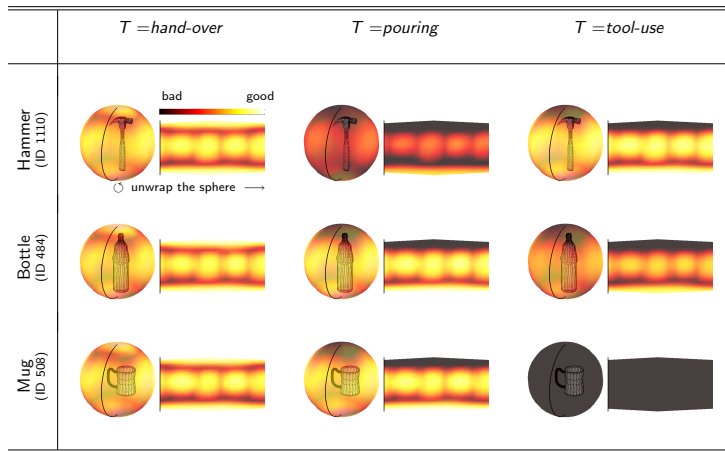 T =hand-over T =pouring T =tool-use
Hammer
(ID 1110)
bad good
unwrap the sphere
Bottle
(ID 484)
Mug
(ID 508)